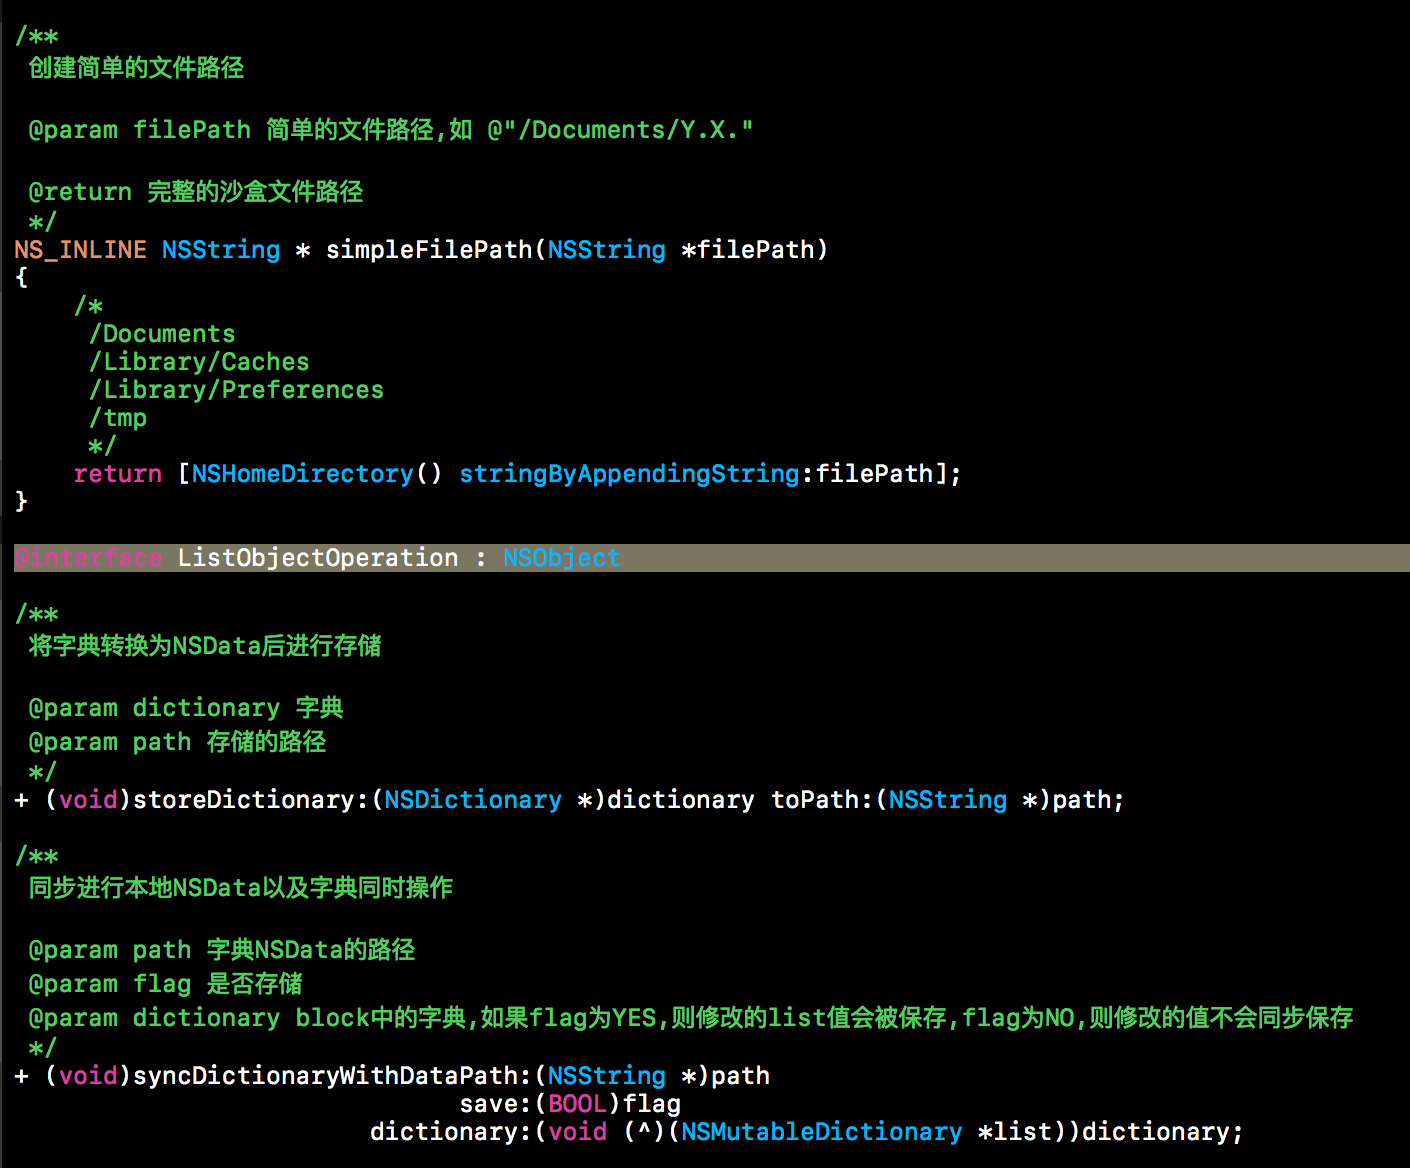 /**
 创建简单的文件路径
 @param filePath 简单的文件路径,如 @"/Documents/Y.X."
 @return 完整的沙盒文件路径
 */
NS_INLINE NSString * simpleFilePath(NSString *filePath)
{
    /*
     /Documents
     /Library/Caches
     /Library/Preferences
     /tmp
     */
    return [NSHomeDirectory() stringByAppendingString:filePath];
}
@interface ListObjectOperation : NSObject
/**
 将字典转换为NSData后进行存储
 @param dictionary 字典
 @param path 存储的路径
 */
+ (void)storeDictionary:(NSDictionary *)dictionary toPath:(NSString *)path;
/**
 同步进行本地NSData以及字典同时操作
 @param path 字典NSData的路径
 @param flag 是否存储
 @param dictionary block中的字典,如果flag为YES,则修改的list值会被保存,flag为NO,则修改的值不会同步保存
 */
+ (void)syncDictionaryWithDataPath:(NSString *)path
                              save:(BOOL)flag
                        dictionary:(void (^)(NSMutableDictionary *list))dictionary;